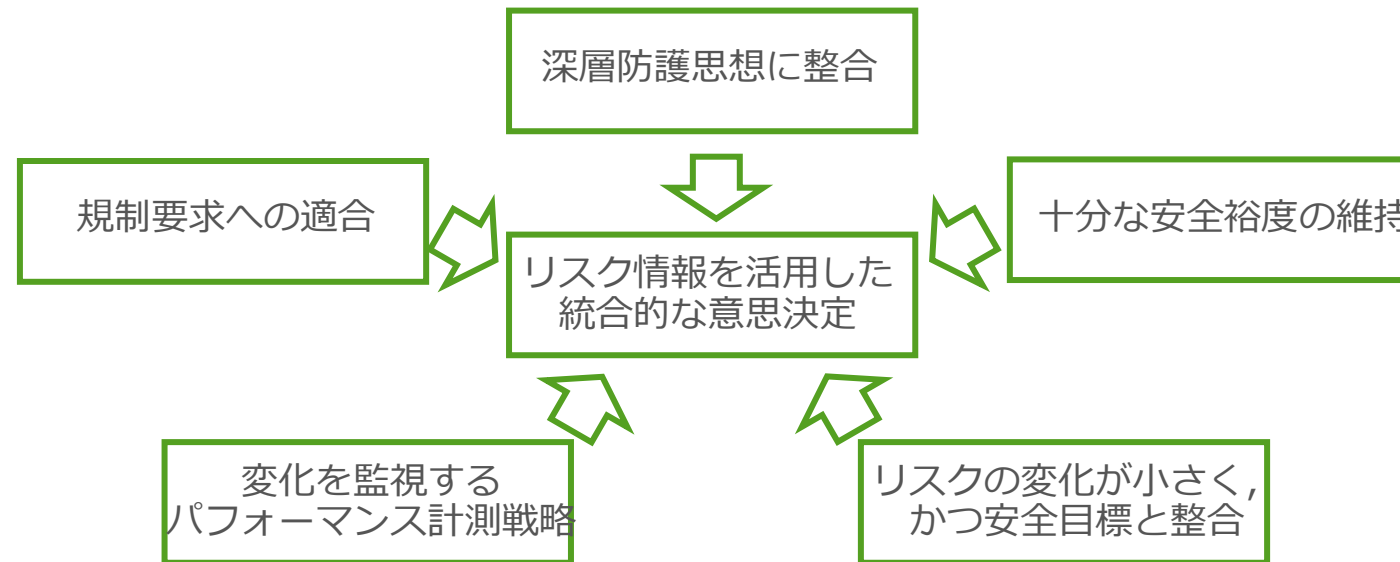 深層防護思想に整合
規制要求への適合
十分な安全裕度の維持
リスク情報を活用した
統合的な意思決定
変化を監視する
パフォーマンス計測戦略
リスクの変化が小さく,
かつ安全目標と整合